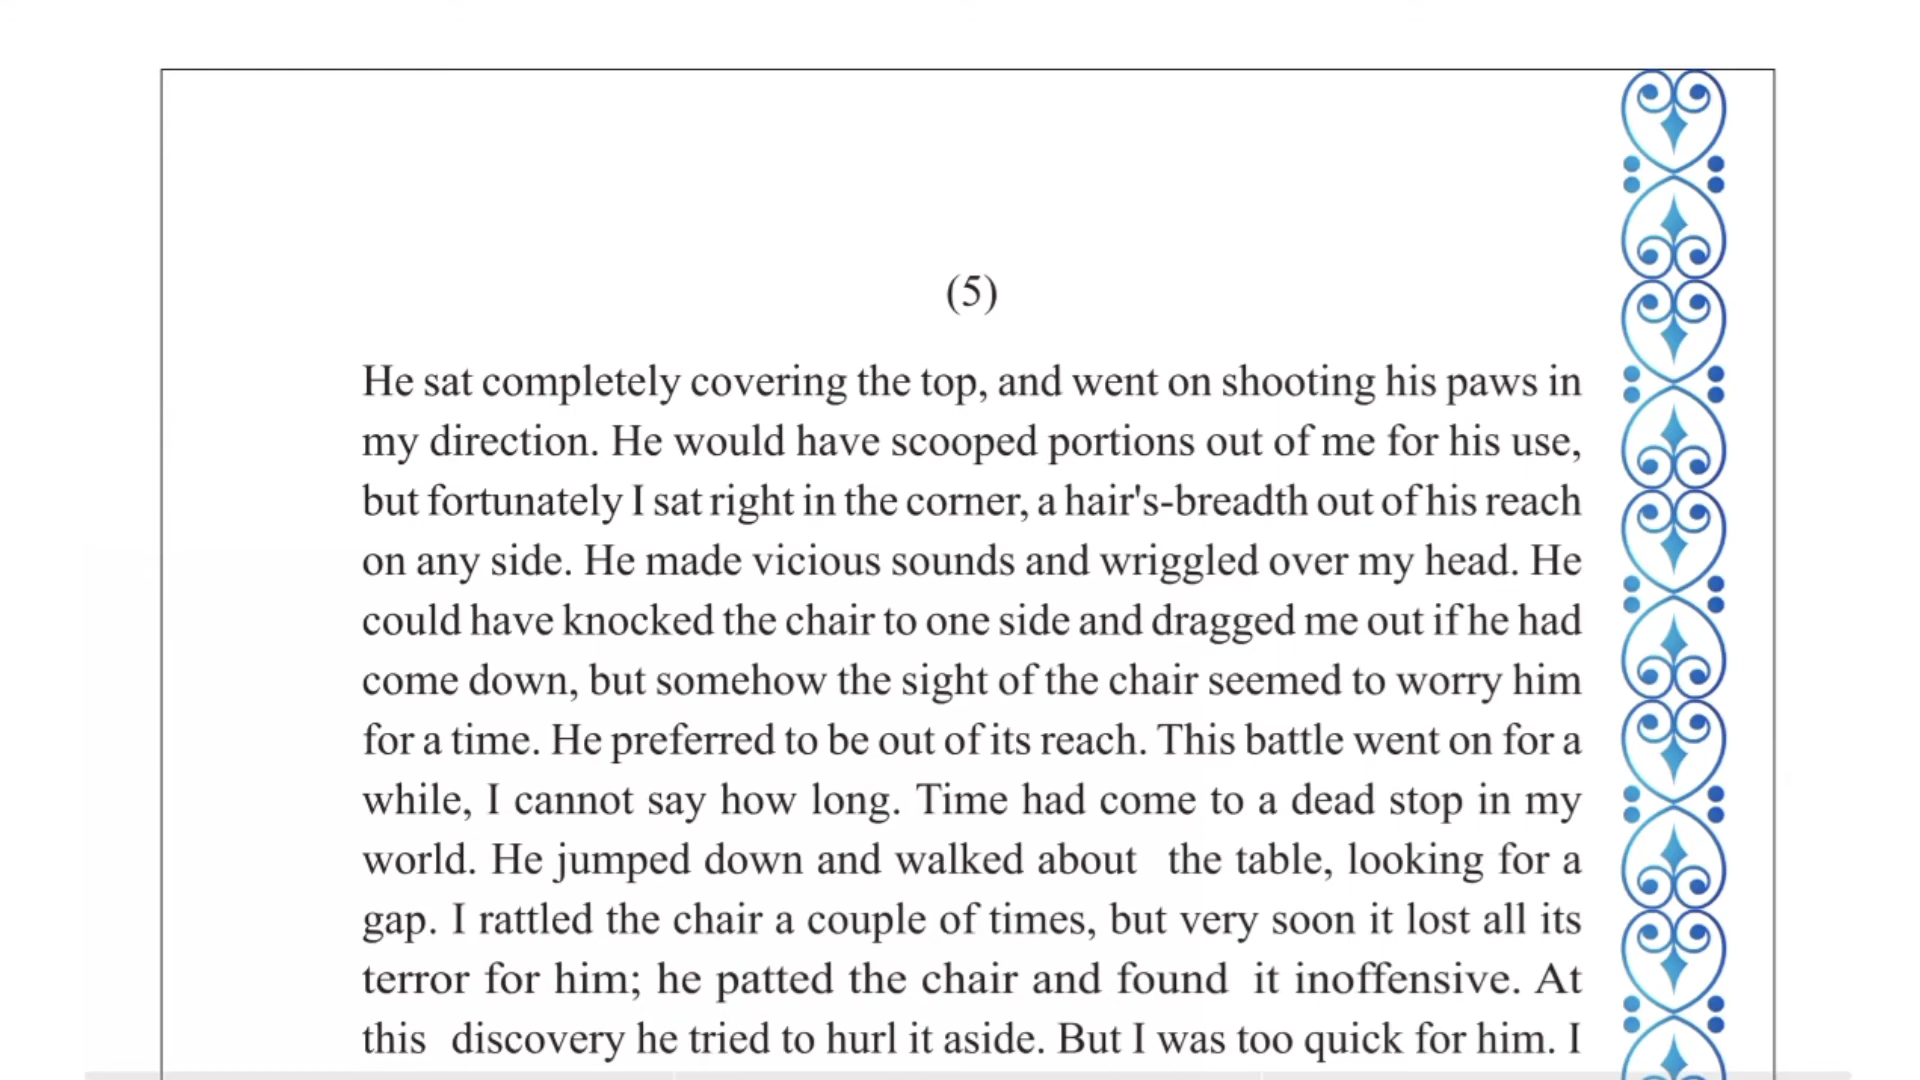 (5)
He sat completely covering the top, and went on shooting his paws in
my direction. He would have scooped portions out of me for his use,
but fortunately I sat right in the corner, a hair's-breadth out of his reach
on any side. He made vicious sounds and wriggled over my head. He
could have knocked the chair to one side and dragged me out if he had
come down, but somehow the sight of the chair seemed to worry him
for a time. He preferred to be out of its reach. This battle went on for a
while, I cannot say how long. Time had come to a dead stop in my
world. He jumped down and walked about the table, looking for a
gap. I rattled the chair a couple of times, but very soon it lost all its
terror for him; he patted the chair and found it inoffensive. At
this discovery he tried to hurl it aside. But I was too quick for him. I